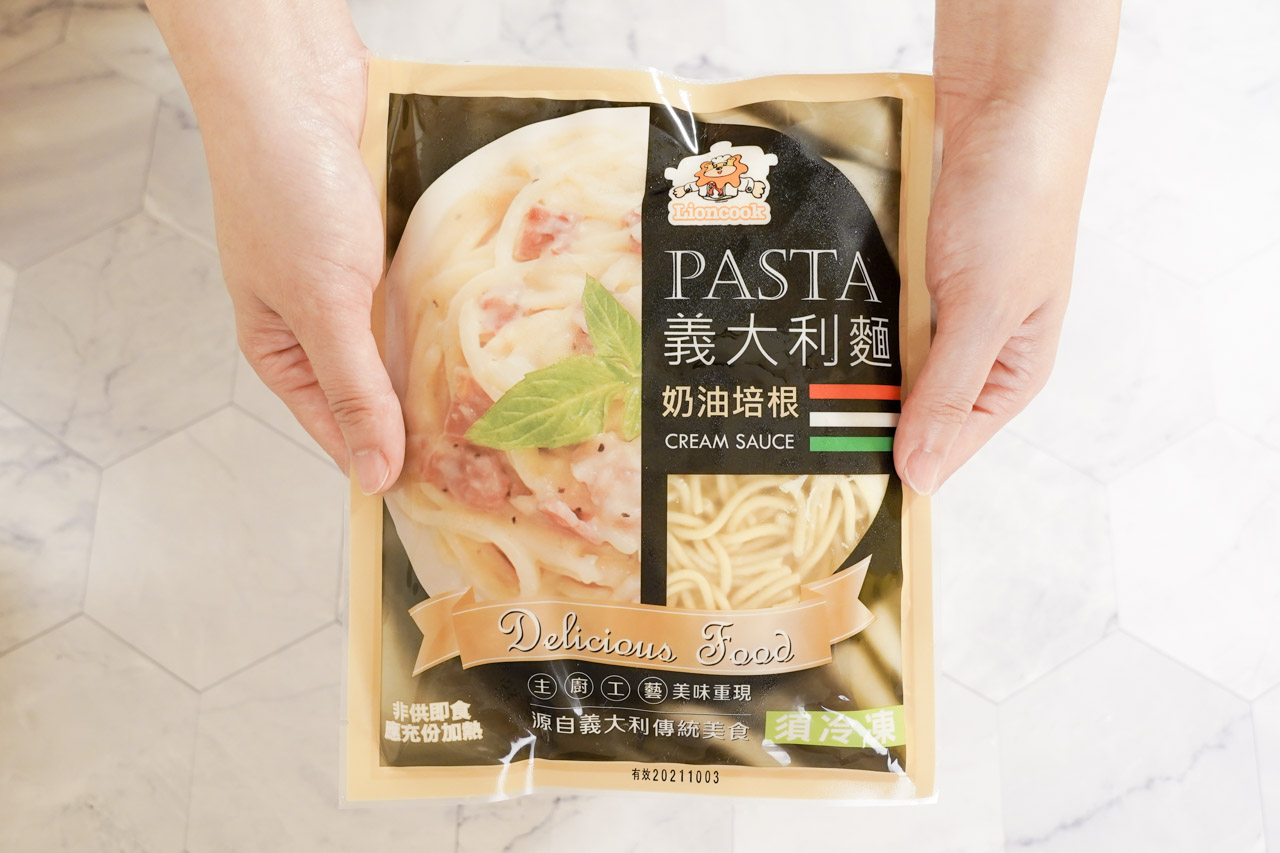 Lioncook
PASTA
義大利麵
奶油培根
CREAM SAUCE
Delicious Food
主廚工藝美味重現
源自義大利傳統美食
非供即食
應充份加熱
須冷凍
有效20211003